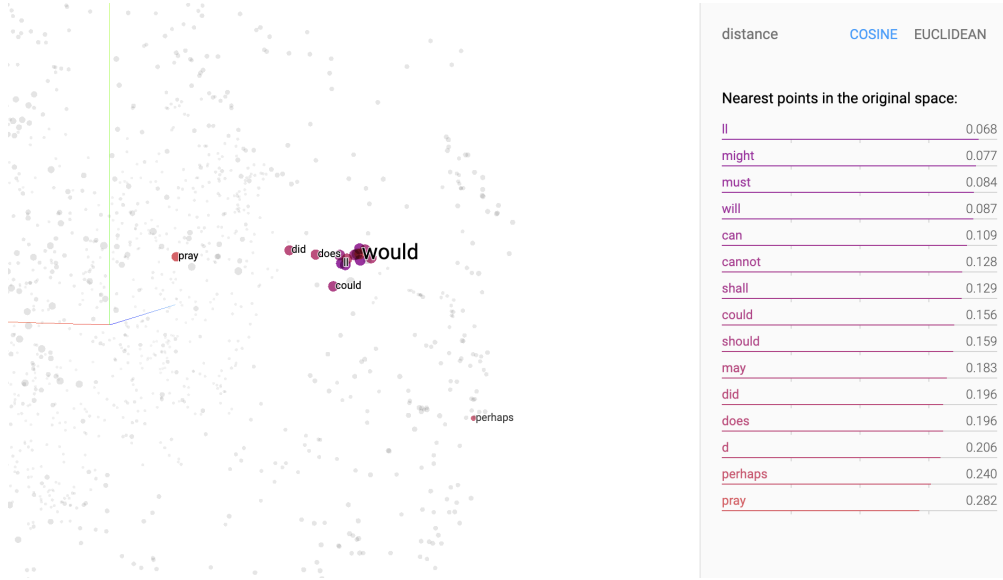 distance COSINE EUCLIDEAN
Nearest points in the original space:
ll 0.068
might 0.077
must 0.084
will 0.087
can 0.109
cannot 0.128
shall 0.129
could 0.156
should 0.159
may 0.183
did 0.196
does 0.196
d 0.206
perhaps 0.240
pray 0.282
did
does
would
pray
ll
could
perhaps